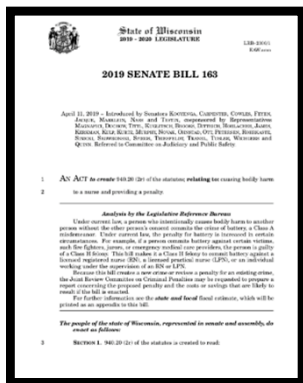 State of Wisconsin
2019 - 2020 LEGISLATURE
2019 SENATE BILL 163
April 11, 2019 – Introduced by Senators KOOYENGA, CARPENTER, COWLES, FEYEN,
JACQUE, MARKLEIN, NASS and TESTIN, cosponsored by Representatives
Referred to Committee on Judiciary and Public Safety
1 AN ACT to create 940.20 (2r) of the statutes; relating to: causing bodily harm
2 to a nurse and providing a penalty.
Analysis by the Legislative Reference Bureau
Under current law, a person who intentionally causes bodily harm to another
person without the other person's consent commits the crime of battery, a Class A
misdemeanor. Under current law, the penalty for battery is increased in certain
circumstances. For example, if a person commits battery against certain victims,
such fire fighters, jurors, or emergency medical care providers, the person is guilty
of a Class H felony. This bill makes it a Class H felony to commit battery against a
licensed registered nurse (RN), a licensed practical nurse (LPN), or an individual
working under the supervision of an RN or LPN.
Because this bill creates a new crime or revises a penalty for an existing crime,
the Joint Review Committee on Criminal Penalties may be requested to prepare a
report concerning the proposed penalty and the costs or savings that are likely to
result if the bill is enacted.
For further information see the state and local fiscal estimate, which will be
printed as an appendix to this bill.
The people of the state of Wisconsin, represented in senate and assembly, do
enact as follows:
3 SECTION 1. 940.20 (2r) of the statutes is created to read: